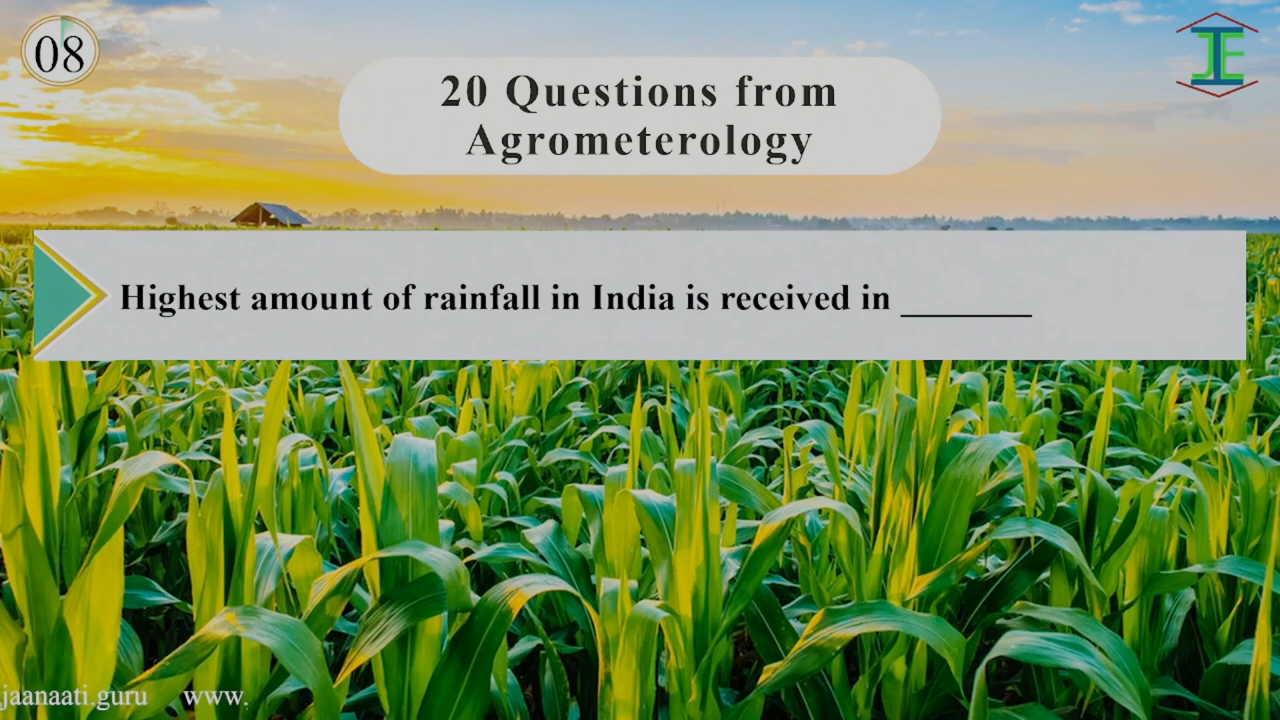 08
20 Questions from
Agrometerology
Highest amount of rainfall in India is received in ________
jaanaati.guru www.